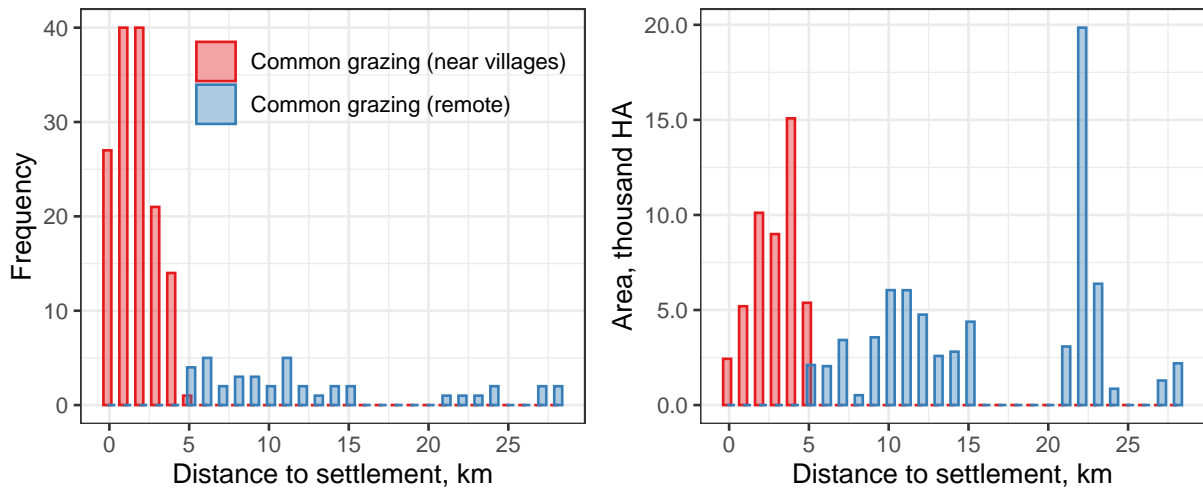 Frequency
40
30
20
10
0
0 5 10 15 20 25
Distance to settlement, km
Common grazing (near villages)
Common grazing (remote)
Area, thousand HA
20.0
15.0
10.0
5.0
0.0
0 5 10 15 20 25
Distance to settlement, km